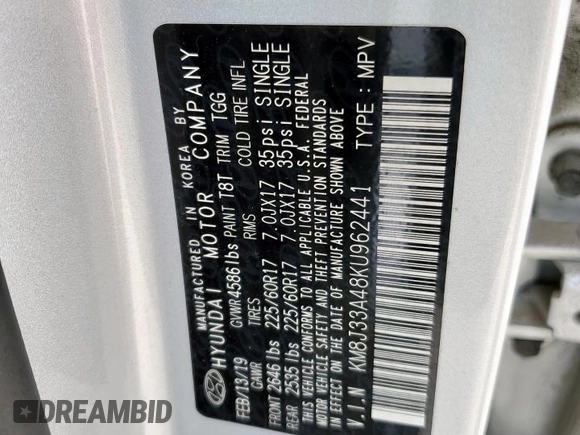 MANUFACTURED IN KOREA BY
HYUNDAI MOTOR COMPANY
FEB/13/19 GVWR 4586 lbs PAINT T8T TRIM TGG
GAWR TIRES RIMS COLD TIRE INFL
FRONT 2646 lbs 225/60R17 7.0JX17 35psi SINGLE
REAR 2535 lbs 225/60R17 7.0JX17 35psi SINGLE
THIS VEHICLE CONFORMS TO ALL APPLICABLE U.S.A. FEDERAL
MOTOR VEHICLE SAFETY AND THEFT PREVENTION STANDARDS
IN EFFECT ON THE DATE OF MANUFACTURE SHOWN ABOVE
V.I.N KM8J33A48KU962441 TYPE : MPV
DREAMBID